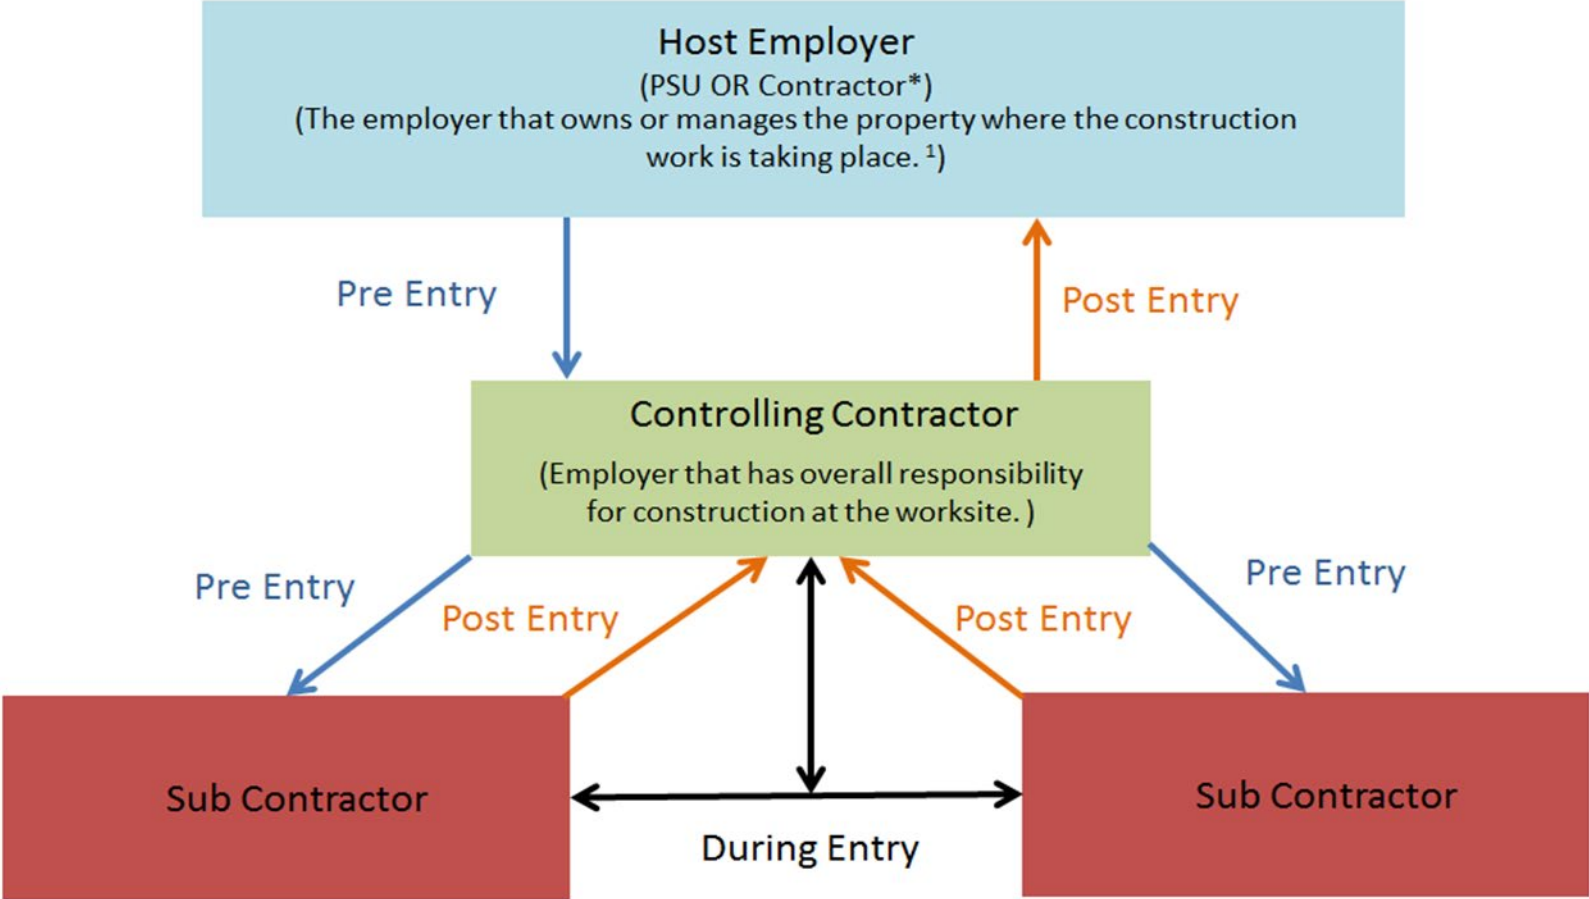 Host Employer
(PSU OR Contractor*)
(The employer that owns or manages the property where the construction
work is taking place. ¹)
Pre Entry
Post Entry
Controlling Contractor
(Employer that has overall responsibility
for construction at the worksite. )
Pre Entry
Post Entry
Post Entry
Pre Entry
Sub Contractor
Sub Contractor
During Entry